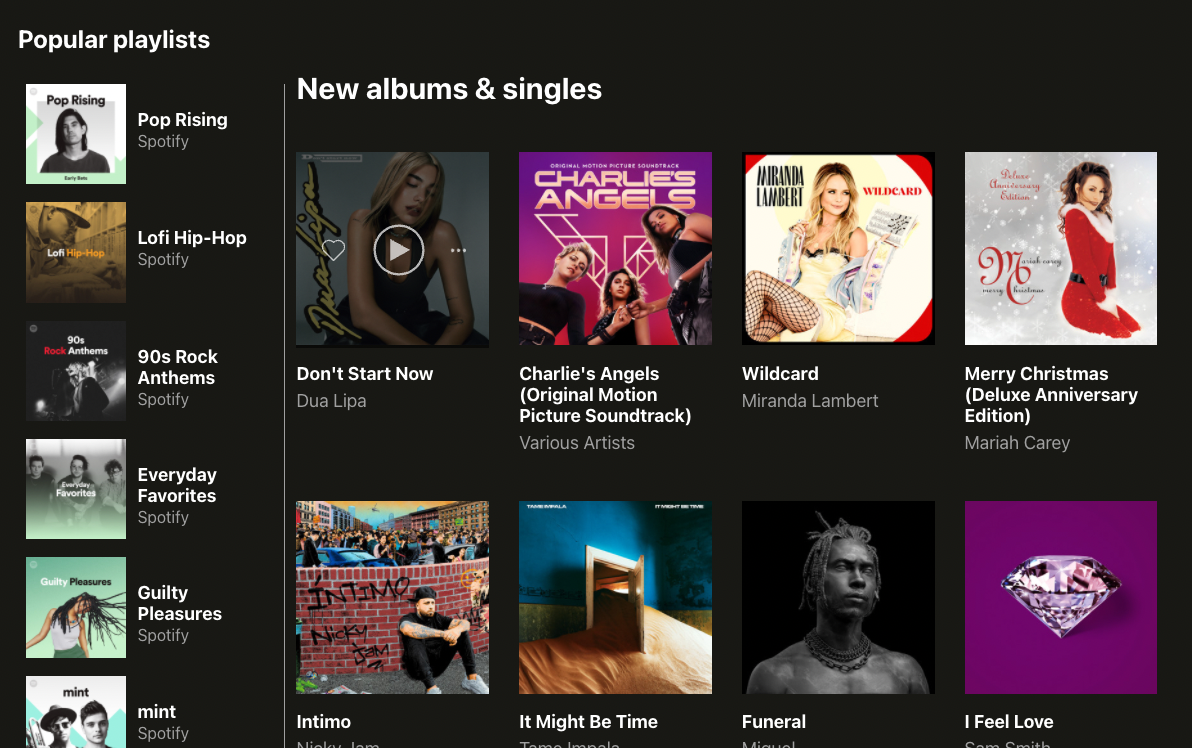 Popular playlists
Pop Rising
Early Bets
Pop Rising
Spotify
Lofi Hip-Hop
Lofi Hip-Hop
Spotify
90s
Rock Anthems
90s Rock
Anthems
Spotify
Everyday
Favorites
Everyday
Favorites
Spotify
Guilty Pleasures
Guilty
Pleasures
Spotify
mint
mint
Spotify
New albums & singles
Dua Lipa
Don't Start Now
Dua Lipa
ORIGINAL MOTION PICTURE SOUNDTRACK
CHARLIE'S
ANGELS
Charlie's Angels
(Original Motion
Picture Soundtrack)
Various Artists
MIRANDA
LAMBERT
WILDCARD
Wildcard
Miranda Lambert
Deluxe
Anniversary
Edition
Mariah Carey
merry Christmas
Merry Christmas
(Deluxe Anniversary
Edition)
Mariah Carey
ÍNTIMO
Nicky
Jam
Intimo
Nicky Jam
TAME IMPALA
IT MIGHT BE TIME
It Might Be Time
Tame Impala
Funeral
Miguel
I Feel Love
Sam Smith